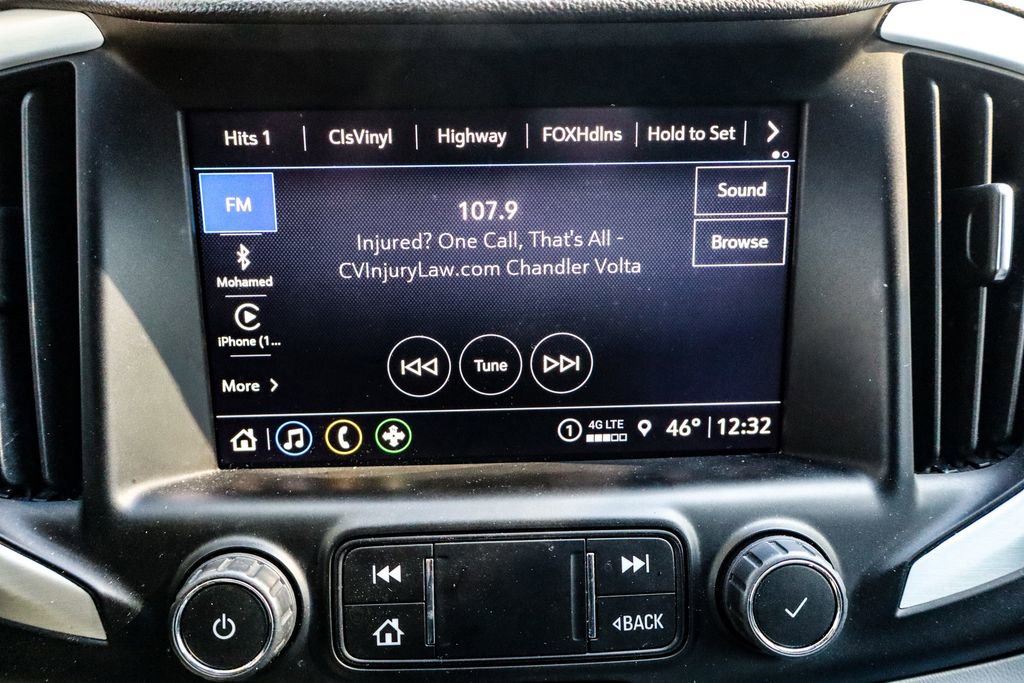 Hits 1 | ClsVinyl | Highway | FOXHdlns | Hold to Set |
FM
107.9
Injured? One Call, That's All -
CVInjuryLaw.com Chandler Volta
Sound
Browse
Mohamed
iPhone (1...
More
Tune
1 4G LTE 46° 12:32
BACK